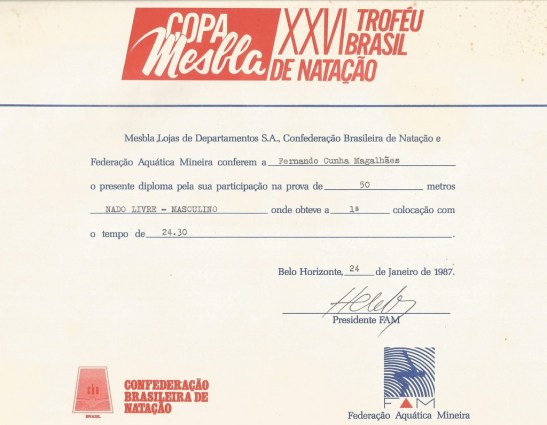 COPA Mesbla XXVI TROFÉU BRASIL DE NATAÇÃO
Mesbla Lojas de Departamentos S.A., Confederação Brasileira de Natação e
Federação Aquática Mineira conferem a Fernando Cunha Magalhães
o presente diploma pela sua participação na prova de 50 metros
NADO LIVRE - MASCULINO onde obteve a 1ª colocação com
o tempo de 24.30.
Belo Horizonte, 24 de Janeiro de 1987.
Presidente FAM
BRASIL
CONFEDERAÇÃO
BRASILEIRA DE
NATAÇÃO
FAM
Federação Aquática Mineira